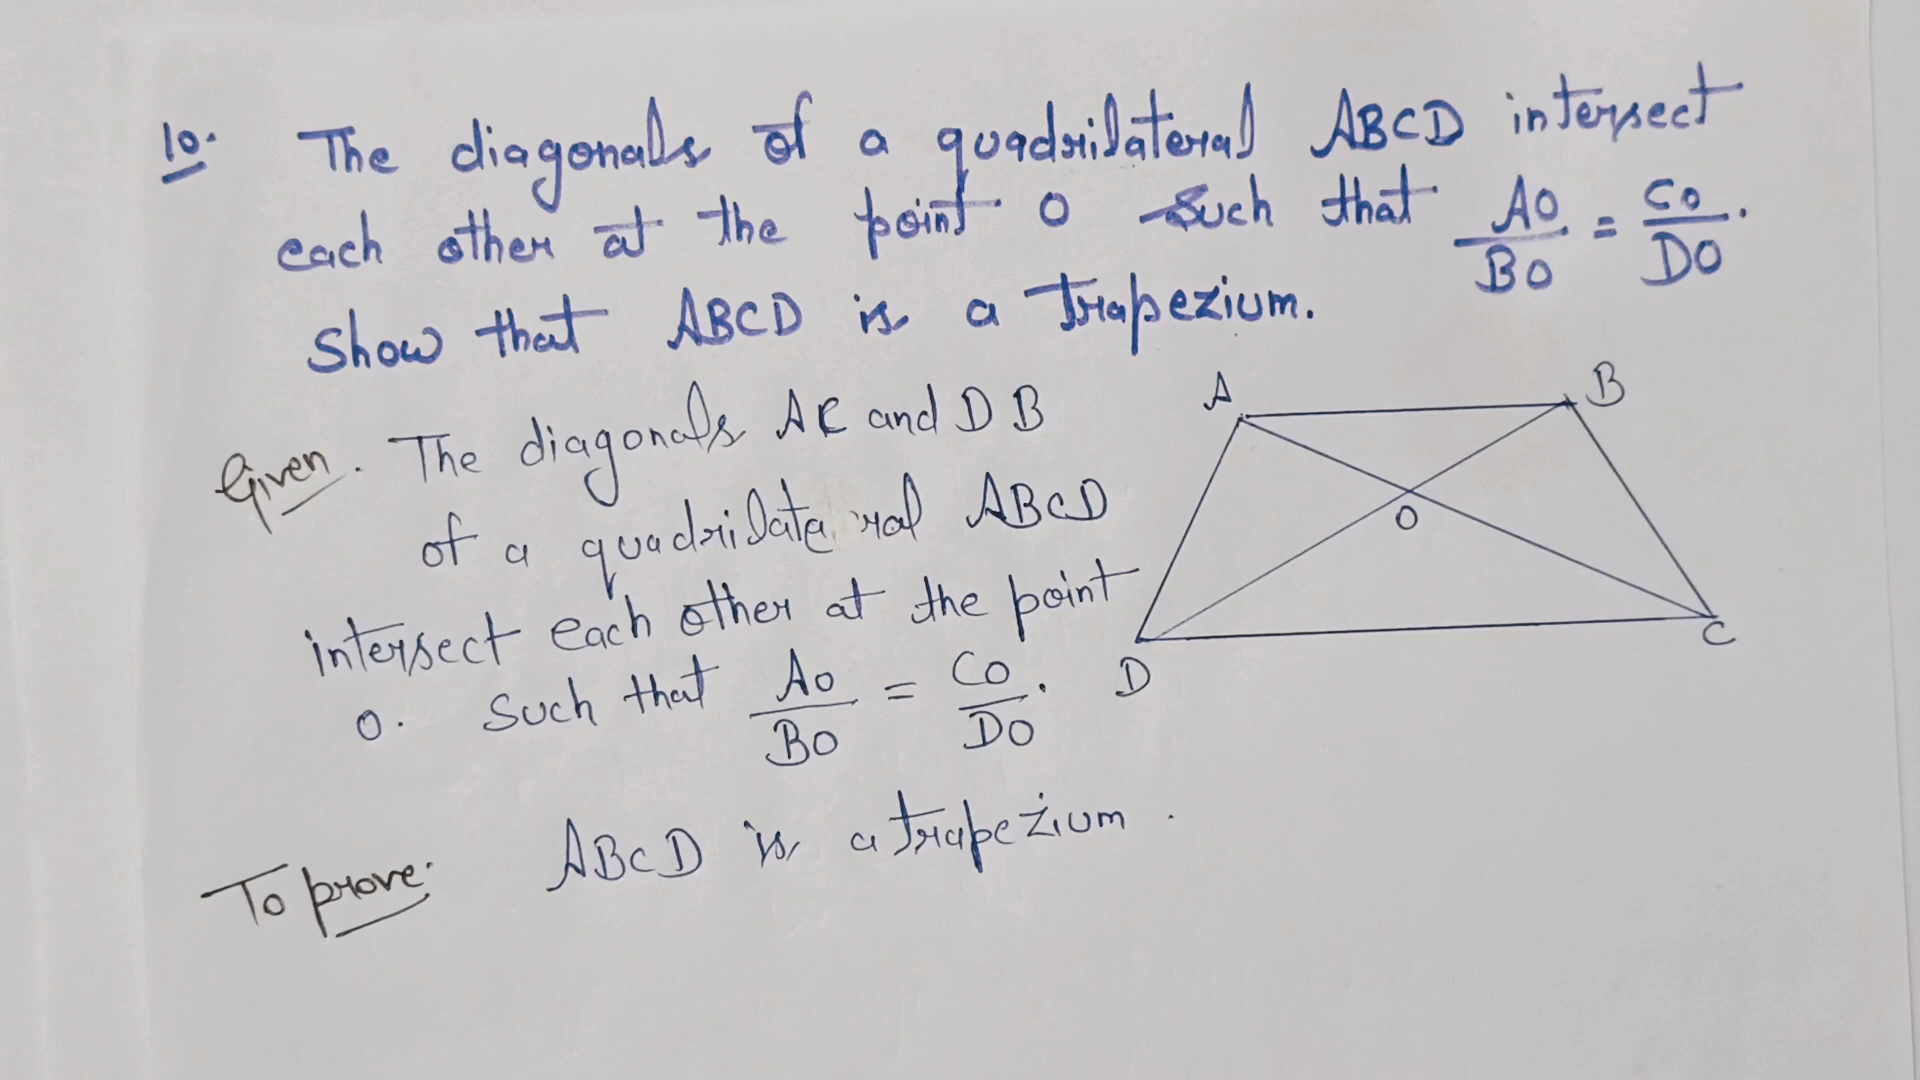 10. The diagonals of a quadrilateral ABCD intersect
each other at the point O such that AO/BO = CO/DO.
Show that ABCD is a trapezium.
Given. The diagonals AC and DB
of a quadrilateral ABCD
intersect each other at the point
O. Such that AO/BO = CO/DO.
To prove. ABCD is a trapezium.
A
B
O
D
C